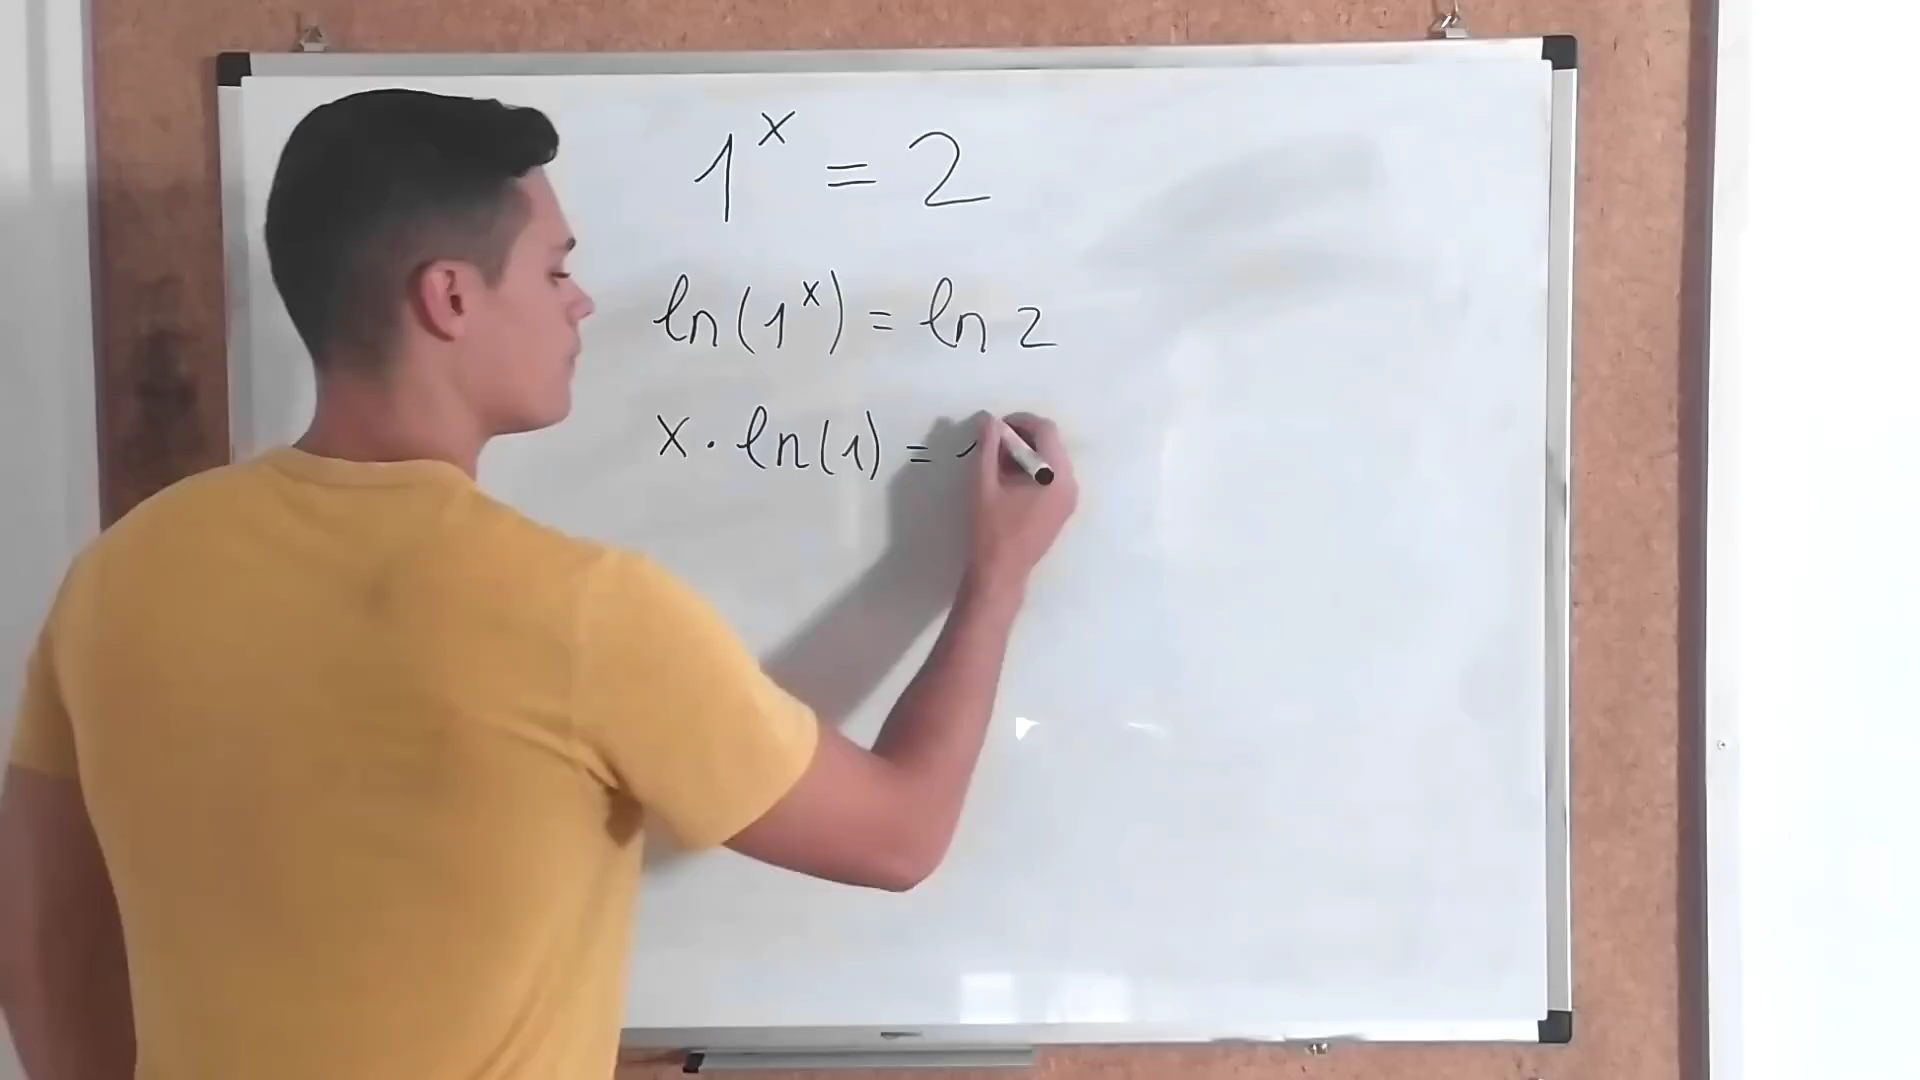 1^x = 2
ln(1^x) = ln 2
x · ln(1) =